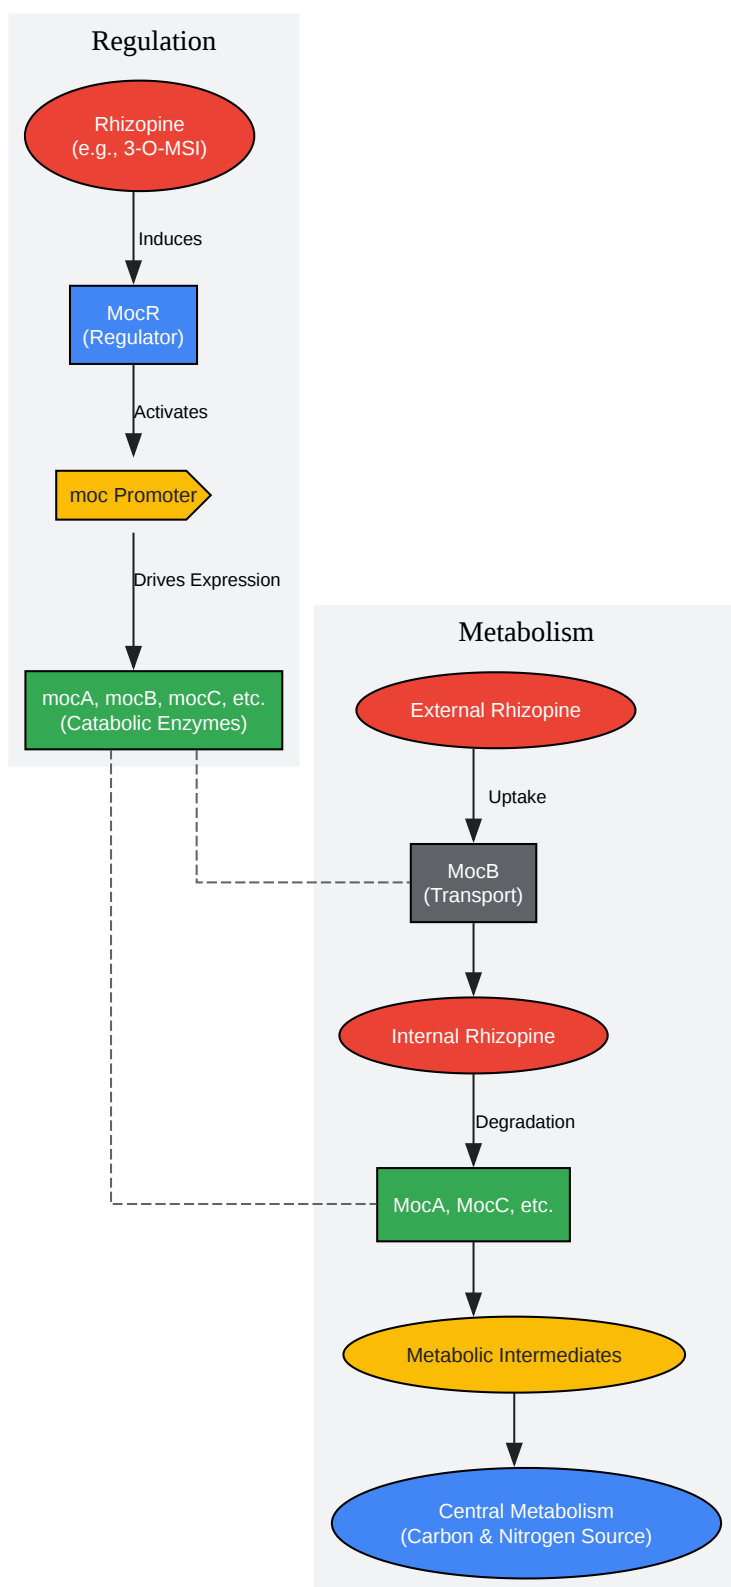 Regulation
Rhizopine
(e.g., 3-O-MSI)
Induces
MocR
(Regulator)
Activates
moc Promoter
Drives Expression
mocA, mocB, mocC, etc.
(Catabolic Enzymes)
Metabolism
External Rhizopine
Uptake
MocB
(Transport)
Internal Rhizopine
Degradation
MocA, MocC, etc.
Metabolic Intermediates
Central Metabolism
(Carbon & Nitrogen Source)